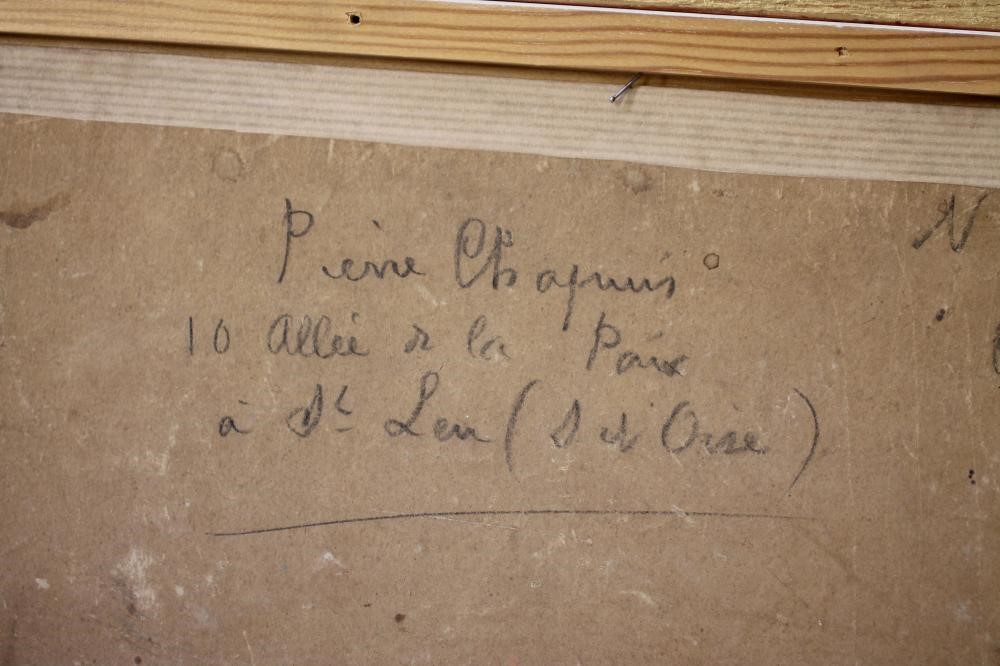 Pierre Chapuis
10 Allée de la Paix
à St Leu (S et Oise)
N